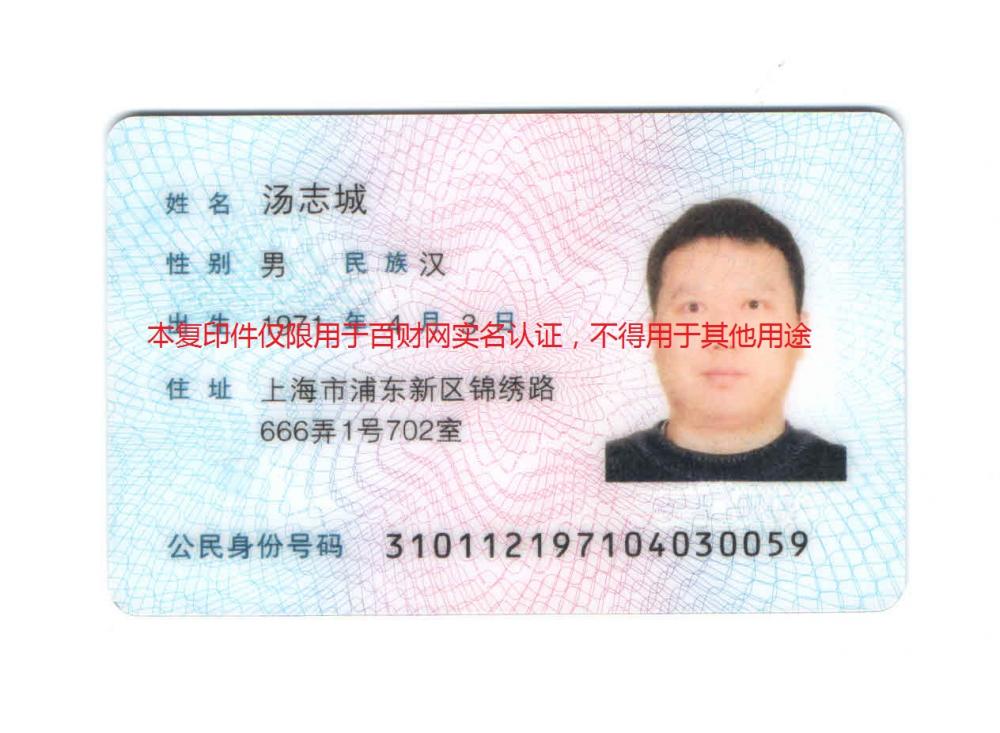 姓名 汤志城
性别 男 民族 汉
出生 1971 年 4 月 3 日
本复印件仅限用于百财网实名认证，不得用于其他用途
住址 上海市浦东新区锦绣路
666弄1号702室
公民身份号码 310112197104030059